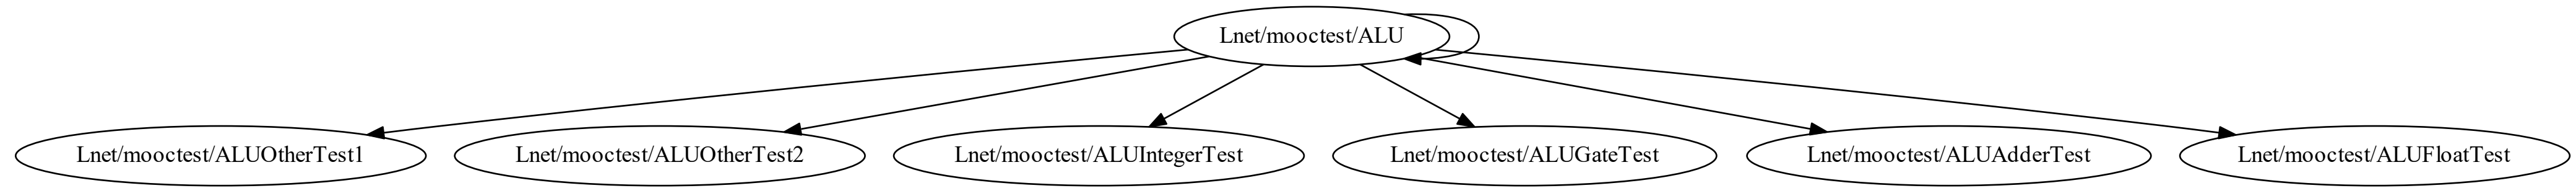 Lnet/mooctest/ALU
Lnet/mooctest/ALUOtherTest1
Lnet/mooctest/ALUOtherTest2
Lnet/mooctest/ALUIntegerTest
Lnet/mooctest/ALUGateTest
Lnet/mooctest/ALUAdderTest
Lnet/mooctest/ALUFloatTest